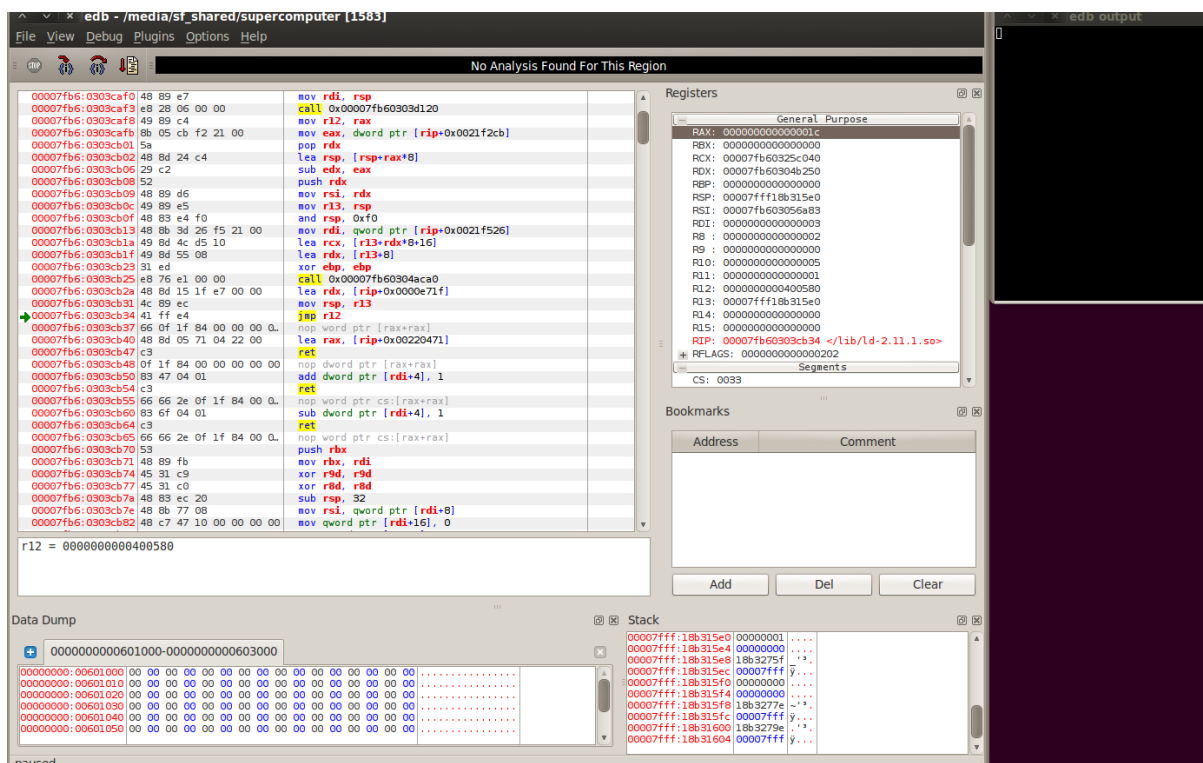 edb - /media/sf_shared/supercomputer [1583]
edb output
File View Debug Plugins Options Help
STOP
No Analysis Found For This Region
00007fb6:0303caf0 48 89 e7 mov rdi, rsp
00007fb6:0303caf3 e8 28 06 00 00 call 0x00007fb60303d120
00007fb6:0303caf8 49 89 c4 mov r12, rax
00007fb6:0303cafb 8b 05 cb f2 21 00 mov eax, dword ptr [rip+0x0021f2cb]
00007fb6:0303cb01 5a pop rdx
00007fb6:0303cb02 48 8d 24 c4 lea rsp, [rsp+rax*8]
00007fb6:0303cb06 29 c2 sub edx, eax
00007fb6:0303cb08 52 push rdx
00007fb6:0303cb09 48 89 d6 mov rsi, rdx
00007fb6:0303cb0c 49 89 e5 mov r13, rsp
00007fb6:0303cb0f 48 83 e4 f0 and rsp, 0xf0
00007fb6:0303cb13 48 8b 3d 26 f5 21 00 mov rdi, qword ptr [rip+0x0021f526]
00007fb6:0303cb1a 49 8d 4c d5 10 lea rcx, [r13+rdx*8+16]
00007fb6:0303cb1f 49 8d 55 08 lea rdx, [r13+8]
00007fb6:0303cb23 31 ed xor ebp, ebp
00007fb6:0303cb25 e8 76 e1 00 00 call 0x00007fb60304aca0
00007fb6:0303cb2a 48 8d 15 1f e7 00 00 lea rdx, [rip+0x0000e71f]
00007fb6:0303cb31 4c 89 ec mov rsp, r13
00007fb6:0303cb34 41 ff e4 jmp r12
00007fb6:0303cb37 66 0f 1f 84 00 00 00 0… nop word ptr [rax+rax]
00007fb6:0303cb40 48 8d 05 71 04 22 00 lea rax, [rip+0x00220471]
00007fb6:0303cb47 c3 ret
00007fb6:0303cb48 0f 1f 84 00 00 00 00 00 nop dword ptr [rax+rax]
00007fb6:0303cb50 83 47 04 01 add dword ptr [rdi+4], 1
00007fb6:0303cb54 c3 ret
00007fb6:0303cb55 66 66 2e 0f 1f 84 00 0… nop word ptr cs:[rax+rax]
00007fb6:0303cb60 83 6f 04 01 sub dword ptr [rdi+4], 1
00007fb6:0303cb64 c3 ret
00007fb6:0303cb65 66 66 2e 0f 1f 84 00 0… nop word ptr cs:[rax+rax]
00007fb6:0303cb70 53 push rbx
00007fb6:0303cb71 48 89 fb mov rbx, rdi
00007fb6:0303cb74 45 31 c9 xor r9d, r9d
00007fb6:0303cb77 45 31 c0 xor r8d, r8d
00007fb6:0303cb7a 48 83 ec 20 sub rsp, 32
00007fb6:0303cb7e 48 8b 77 08 mov rsi, qword ptr [rdi+8]
00007fb6:0303cb82 48 c7 47 10 00 00 00 00 mov qword ptr [rdi+16], 0
r12 = 0000000000400580
Registers
General Purpose
RAX: 000000000000001c
RBX: 0000000000000000
RCX: 00007fb60325c040
RDX: 00007fb60304b250
RBP: 0000000000000000
RSP: 00007fff18b315e0
RSI: 00007fb603056a83
RDI: 0000000000000003
R8 : 0000000000000002
R9 : 0000000000000000
R10: 0000000000000005
R11: 0000000000000001
R12: 0000000000400580
R13: 00007fff18b315e0
R14: 0000000000000000
R15: 0000000000000000
RIP: 00007fb60303cb34 </lib/ld-2.11.1.so>
RFLAGS: 0000000000000202
Segments
CS: 0033
Bookmarks
Address Comment
Add Del Clear
Data Dump
0000000000601000-0000000000603000
00000000:00601000 00 00 00 00 00 00 00 00 00 00 00 00 00 00 00 00 ................
00000000:00601010 00 00 00 00 00 00 00 00 00 00 00 00 00 00 00 00 ................
00000000:00601020 00 00 00 00 00 00 00 00 00 00 00 00 00 00 00 00 ................
00000000:00601030 00 00 00 00 00 00 00 00 00 00 00 00 00 00 00 00 ................
00000000:00601040 00 00 00 00 00 00 00 00 00 00 00 00 00 00 00 00 ................
00000000:00601050 00 00 00 00 00 00 00 00 00 00 00 00 00 00 00 00 ................
Stack
00007fff:18b315e0 00000001 ....
00007fff:18b315e4 00000000 ....
00007fff:18b315e8 18b3275f _'³.
00007fff:18b315ec 00007fff ÿ...
00007fff:18b315f0 00000000 ....
00007fff:18b315f4 00000000 ....
00007fff:18b315f8 18b3277e ~'³.
00007fff:18b315fc 00007fff ÿ...
00007fff:18b31600 18b3279e .'³.
00007fff:18b31604 00007fff ÿ...
paused